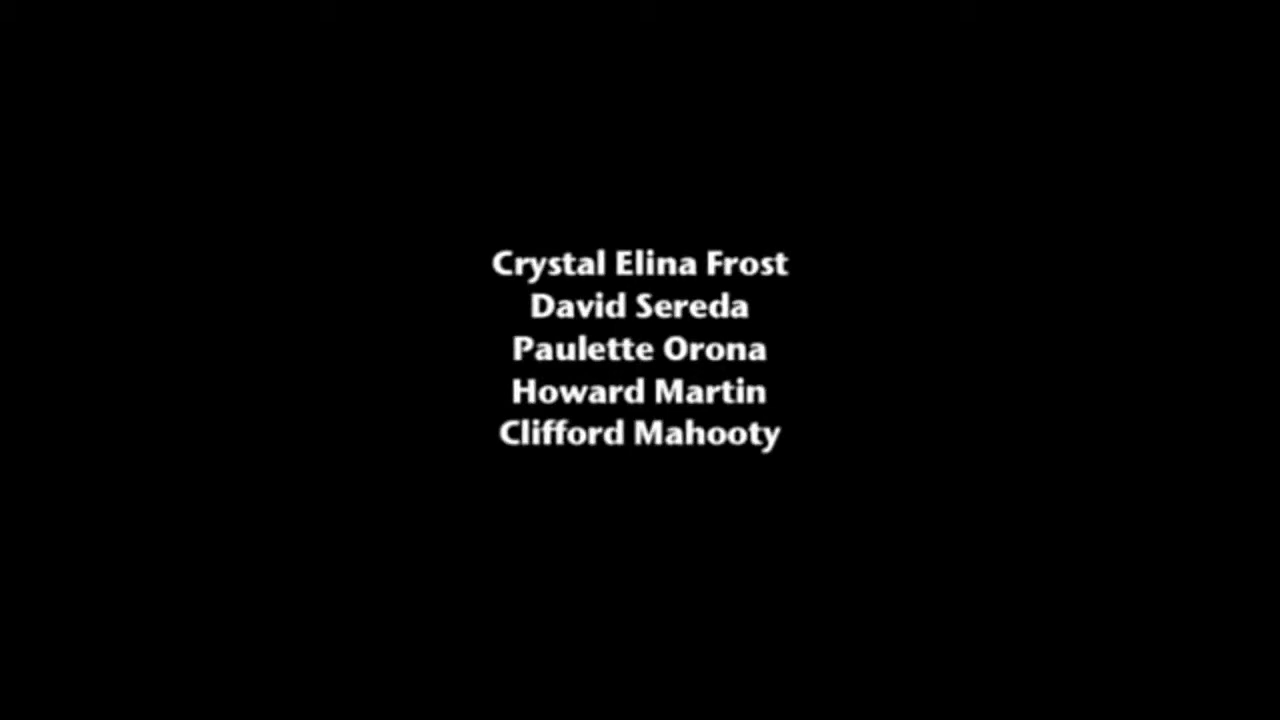 Crystal Elina Frost
David Sereda
Paulette Orona
Howard Martin
Clifford Mahooty